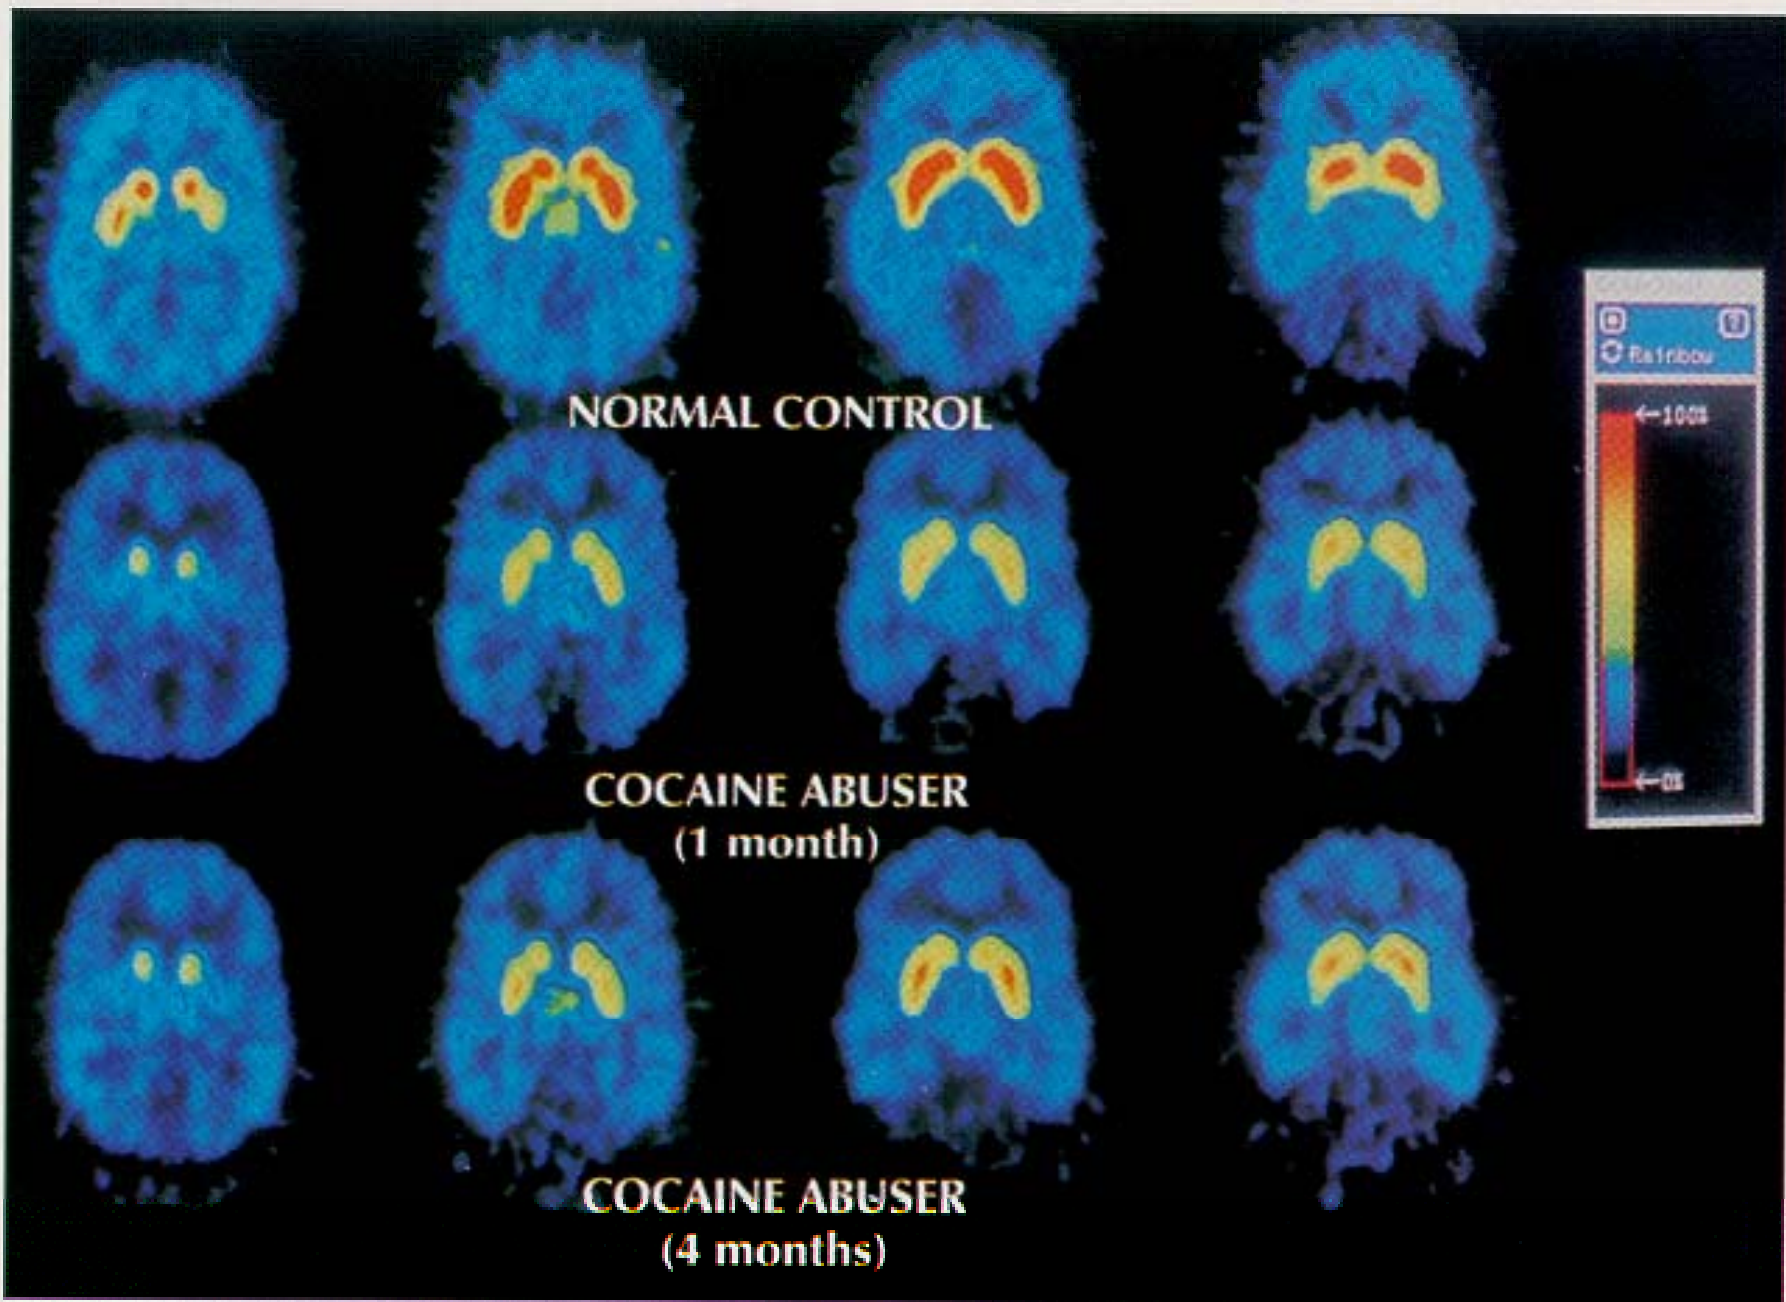 NORMAL CONTROL
Rainbow
←100%
COCAINE ABUSER
(1 month)
←0%
COCAINE ABUSER
(4 months)